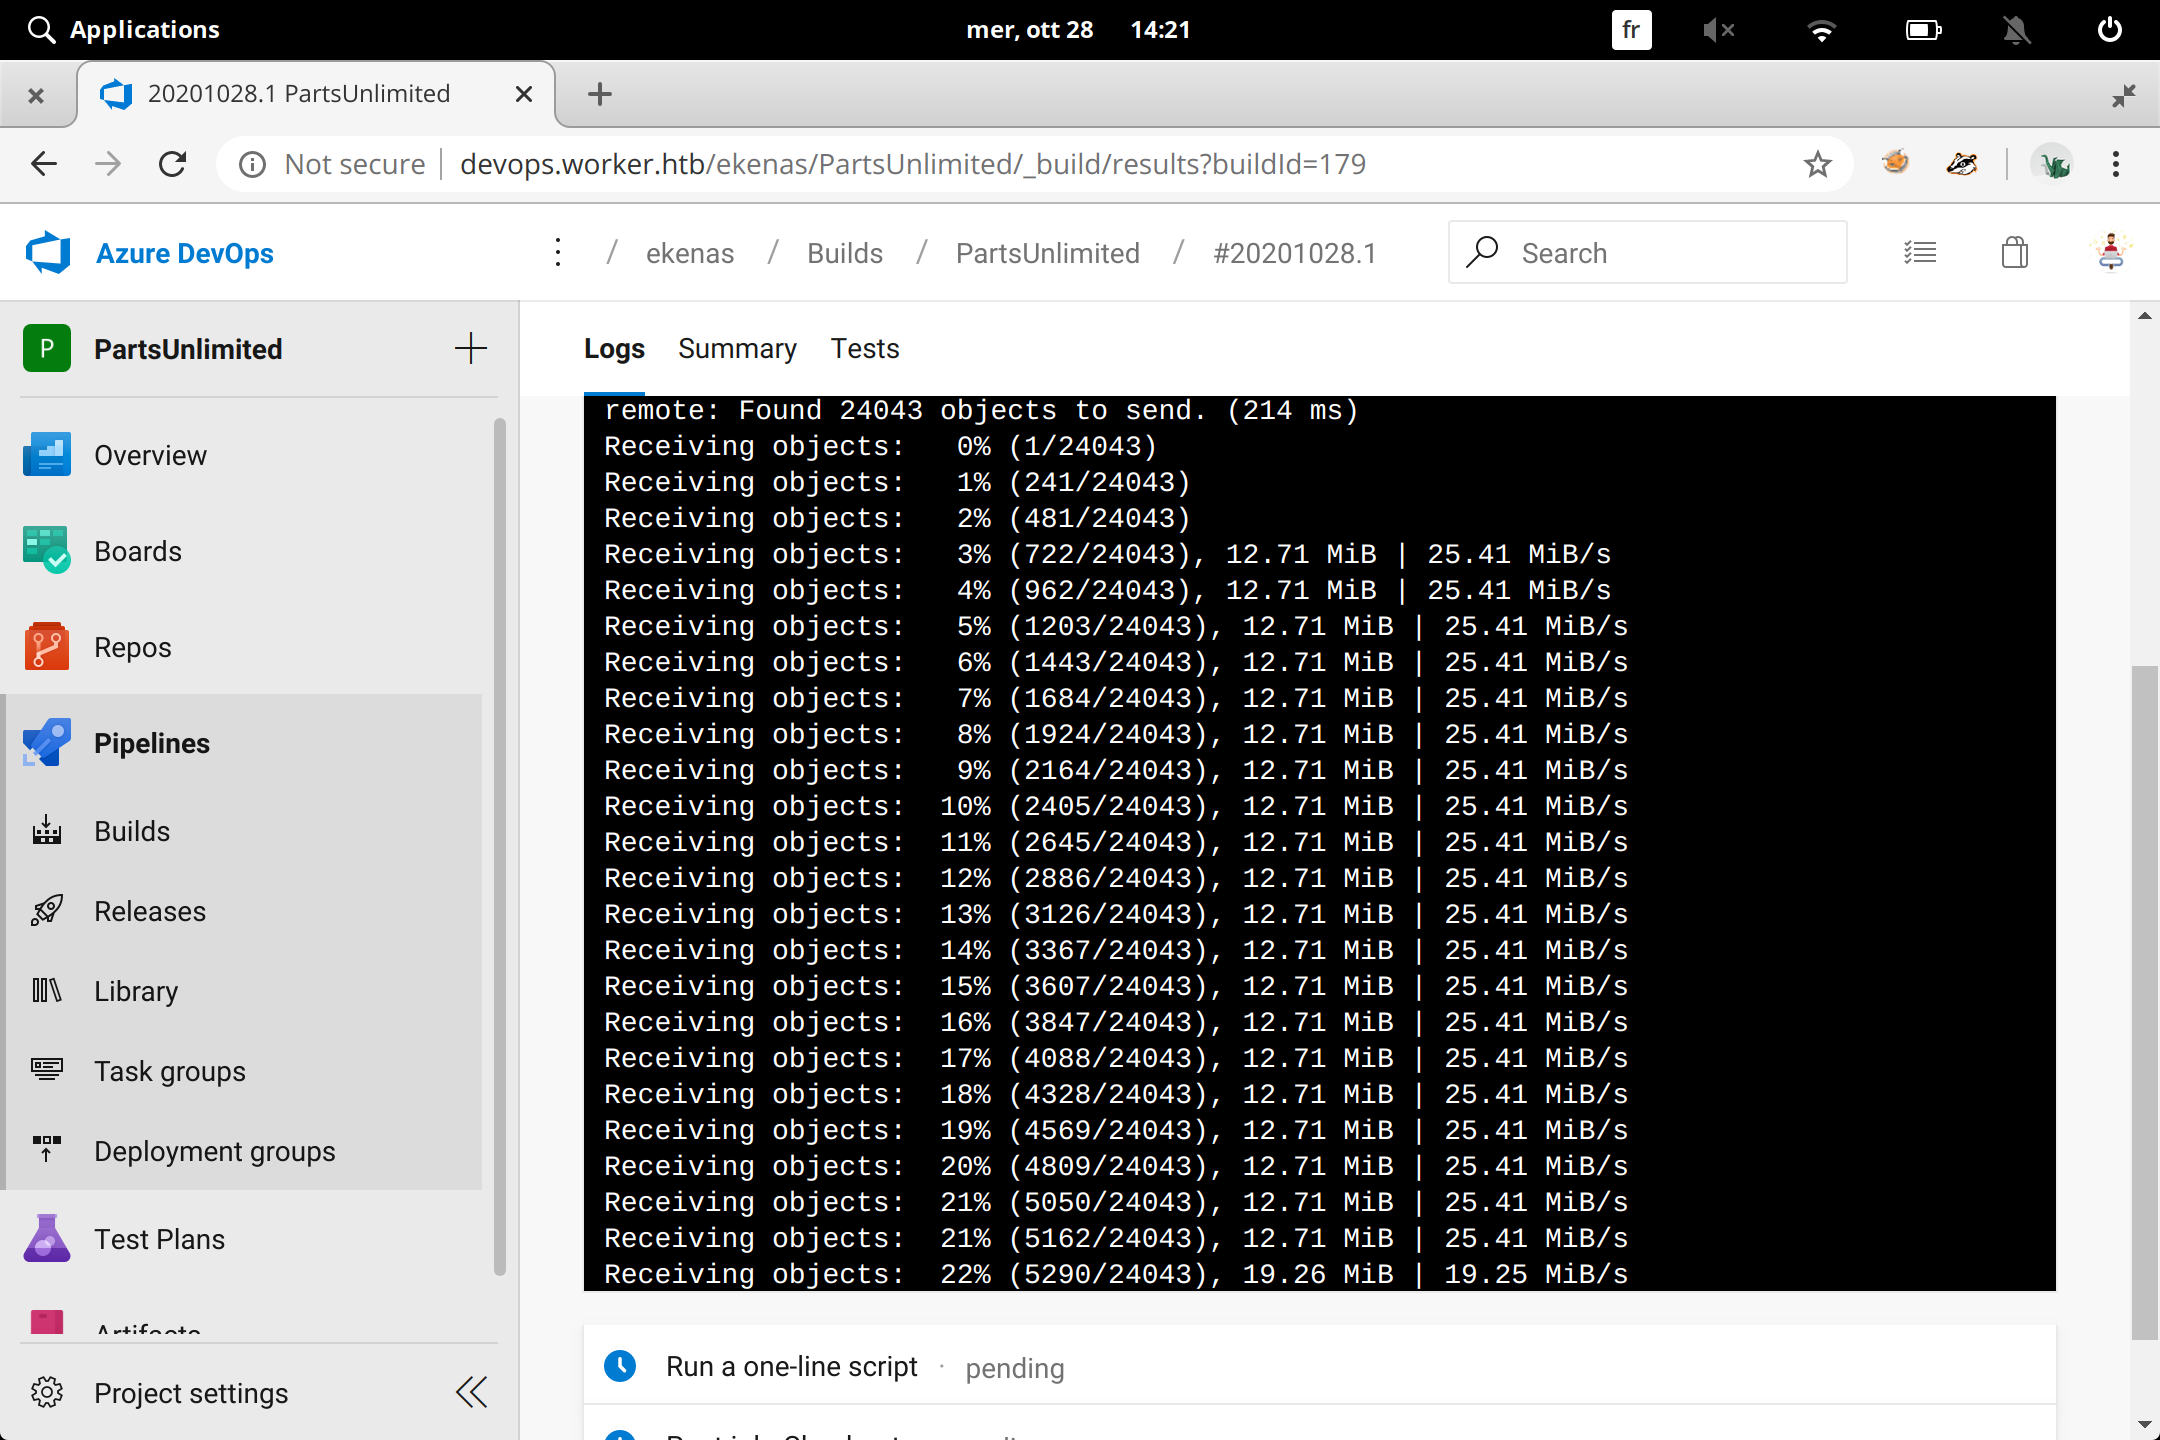 Applications
mer, ott 28 14:21
fr
20201028.1 PartsUnlimited
Not secure
devops.worker.htb/ekenas/PartsUnlimited/_build/results?buildId=179
Azure DevOps
/ ekenas / Builds / PartsUnlimited / #20201028.1
Search
P PartsUnlimited
Overview
Boards
Repos
Pipelines
Builds
Releases
Library
Task groups
Deployment groups
Test Plans
Artifacts
Project settings
Logs Summary Tests
remote: Found 24043 objects to send. (214 ms)
Receiving objects: 0% (1/24043)
Receiving objects: 1% (241/24043)
Receiving objects: 2% (481/24043)
Receiving objects: 3% (722/24043), 12.71 MiB | 25.41 MiB/s
Receiving objects: 4% (962/24043), 12.71 MiB | 25.41 MiB/s
Receiving objects: 5% (1203/24043), 12.71 MiB | 25.41 MiB/s
Receiving objects: 6% (1443/24043), 12.71 MiB | 25.41 MiB/s
Receiving objects: 7% (1684/24043), 12.71 MiB | 25.41 MiB/s
Receiving objects: 8% (1924/24043), 12.71 MiB | 25.41 MiB/s
Receiving objects: 9% (2164/24043), 12.71 MiB | 25.41 MiB/s
Receiving objects: 10% (2405/24043), 12.71 MiB | 25.41 MiB/s
Receiving objects: 11% (2645/24043), 12.71 MiB | 25.41 MiB/s
Receiving objects: 12% (2886/24043), 12.71 MiB | 25.41 MiB/s
Receiving objects: 13% (3126/24043), 12.71 MiB | 25.41 MiB/s
Receiving objects: 14% (3367/24043), 12.71 MiB | 25.41 MiB/s
Receiving objects: 15% (3607/24043), 12.71 MiB | 25.41 MiB/s
Receiving objects: 16% (3847/24043), 12.71 MiB | 25.41 MiB/s
Receiving objects: 17% (4088/24043), 12.71 MiB | 25.41 MiB/s
Receiving objects: 18% (4328/24043), 12.71 MiB | 25.41 MiB/s
Receiving objects: 19% (4569/24043), 12.71 MiB | 25.41 MiB/s
Receiving objects: 20% (4809/24043), 12.71 MiB | 25.41 MiB/s
Receiving objects: 21% (5050/24043), 12.71 MiB | 25.41 MiB/s
Receiving objects: 21% (5162/24043), 12.71 MiB | 25.41 MiB/s
Receiving objects: 22% (5290/24043), 19.26 MiB | 19.25 MiB/s
Run a one-line script · pending